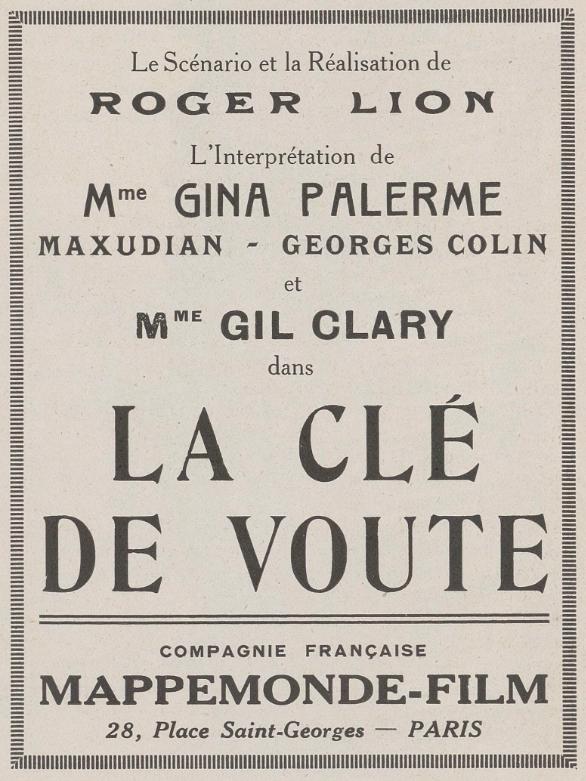 Le Scénario et la Réalisation de
ROGER LION
L'Interprétation de
Mme GINA PALERME
MAXUDIAN - GEORGES COLIN
et
MME GIL CLARY
dans
LA CLÉ
DE VOUTE
COMPAGNIE FRANÇAISE
MAPPEMONDE-FILM
28, Place Saint-Georges — PARIS